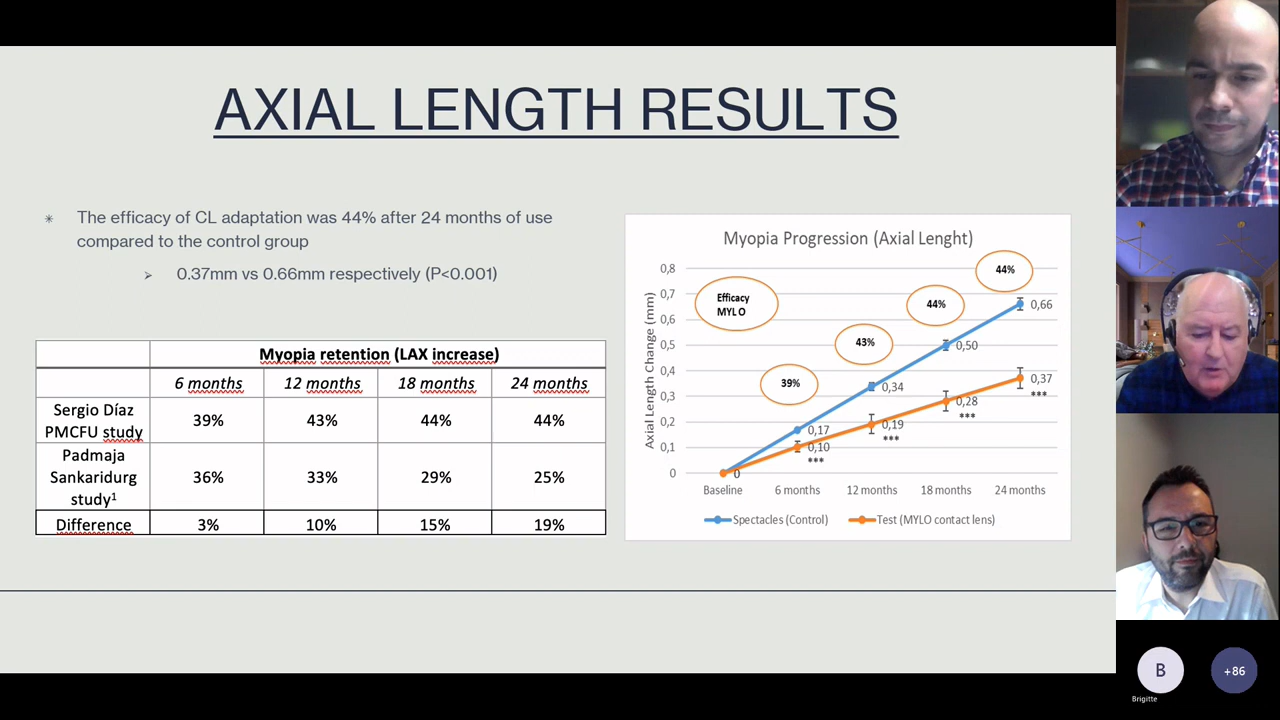 AXIAL LENGTH RESULTS
The efficacy of CL adaptation was 44% after 24 months of use
compared to the control group
0.37mm vs 0.66mm respectively (P<0.001)
Myopia retention (LAX increase)
6 months 12 months 18 months 24 months
Sergio Díaz
PMCFU study
39% 43% 44% 44%
Padmaja
Sankaridurg
study¹
36% 33% 29% 25%
Difference 3% 10% 15% 19%
Myopia Progression (Axial Lenght)
Axial Length Change (mm)
0,8
0,7
0,6
0,5
0,4
0,3
0,2
0,1
0
Efficacy
MYLO
39%
43%
44%
44%
0,17
0,34
0,50
0,66
0
0,10
***
0,19
***
0,28
***
0,37
***
Baseline 6 months 12 months 18 months 24 months
Spectacles (Control) Test (MYLO contact lens)
B
Brigitte
+86